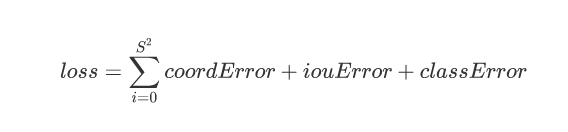 loss = \sum_{i=0}^{S^2} coordError + iouError + classError